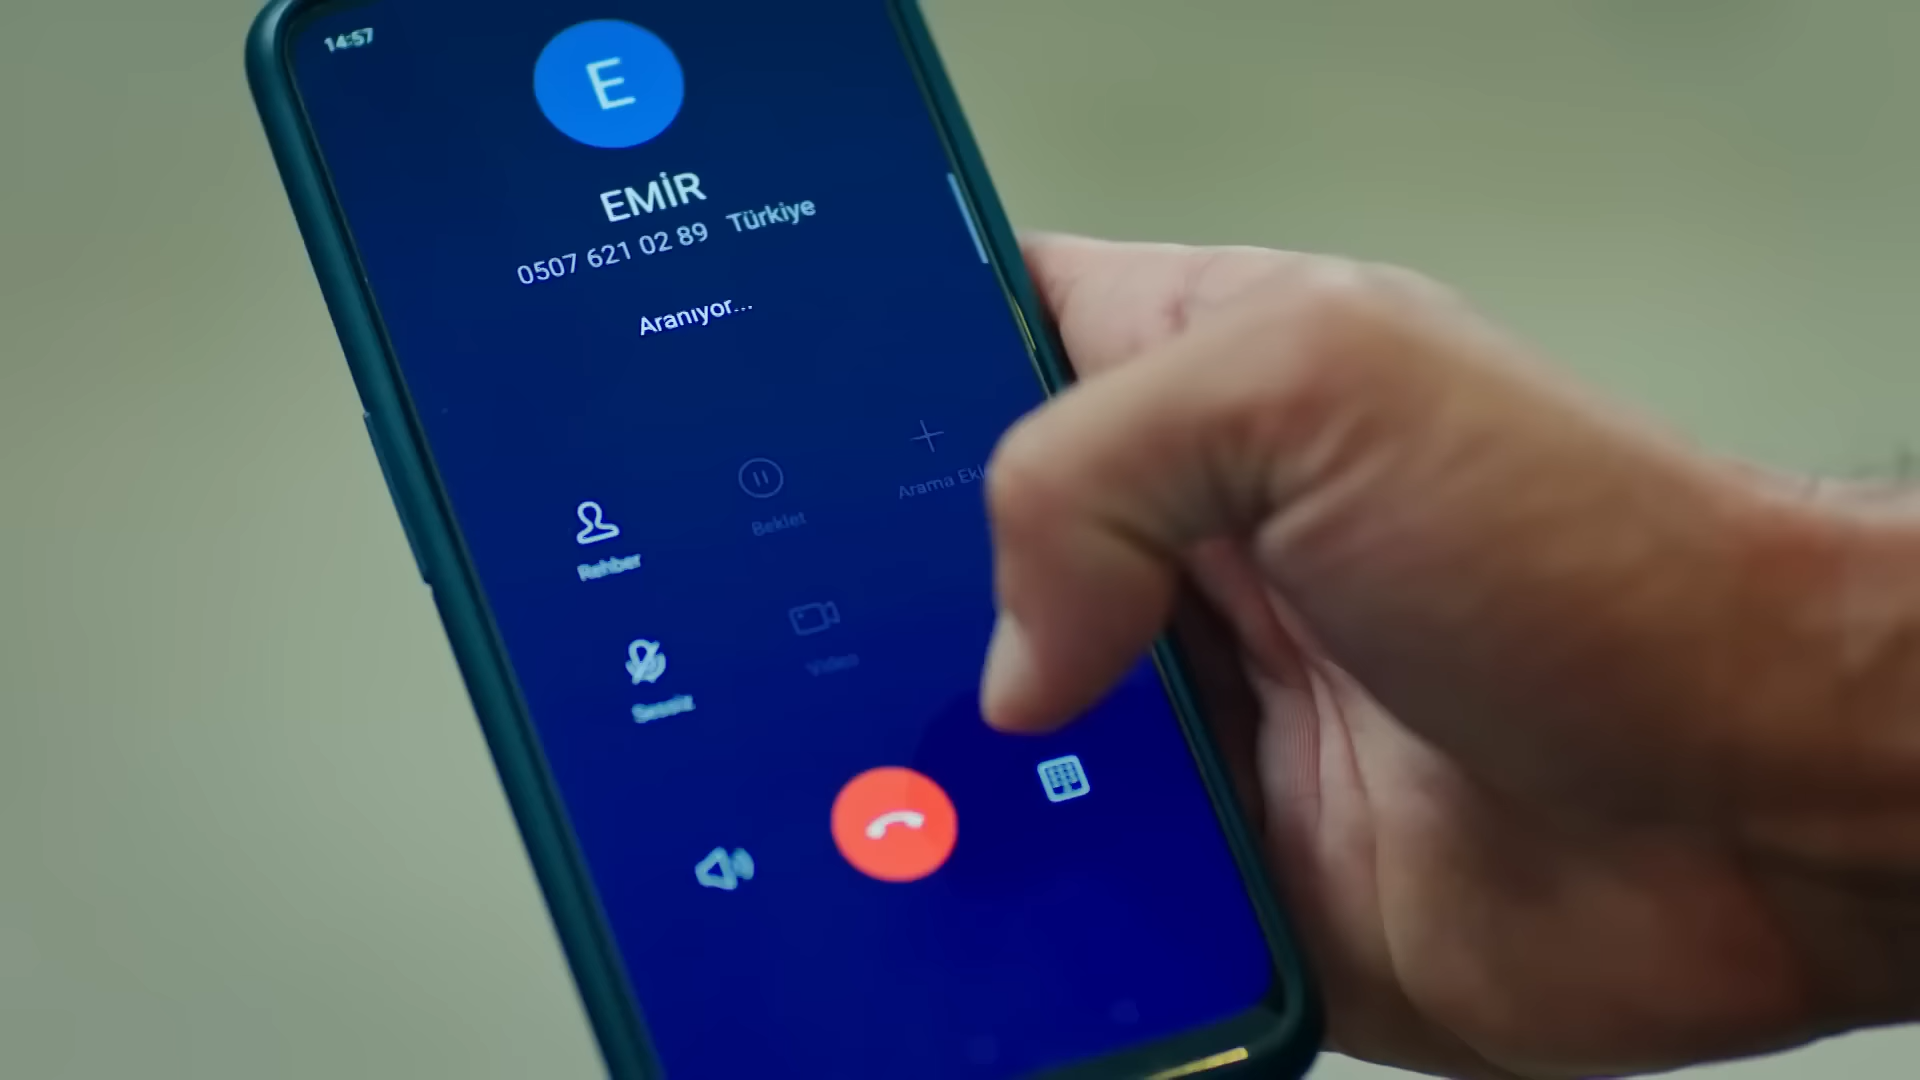 14:57
E
EMİR
0507 621 02 89 Türkiye
Aranıyor...
Rehber
Beklet
Arama Ekle
Sessiz
Video